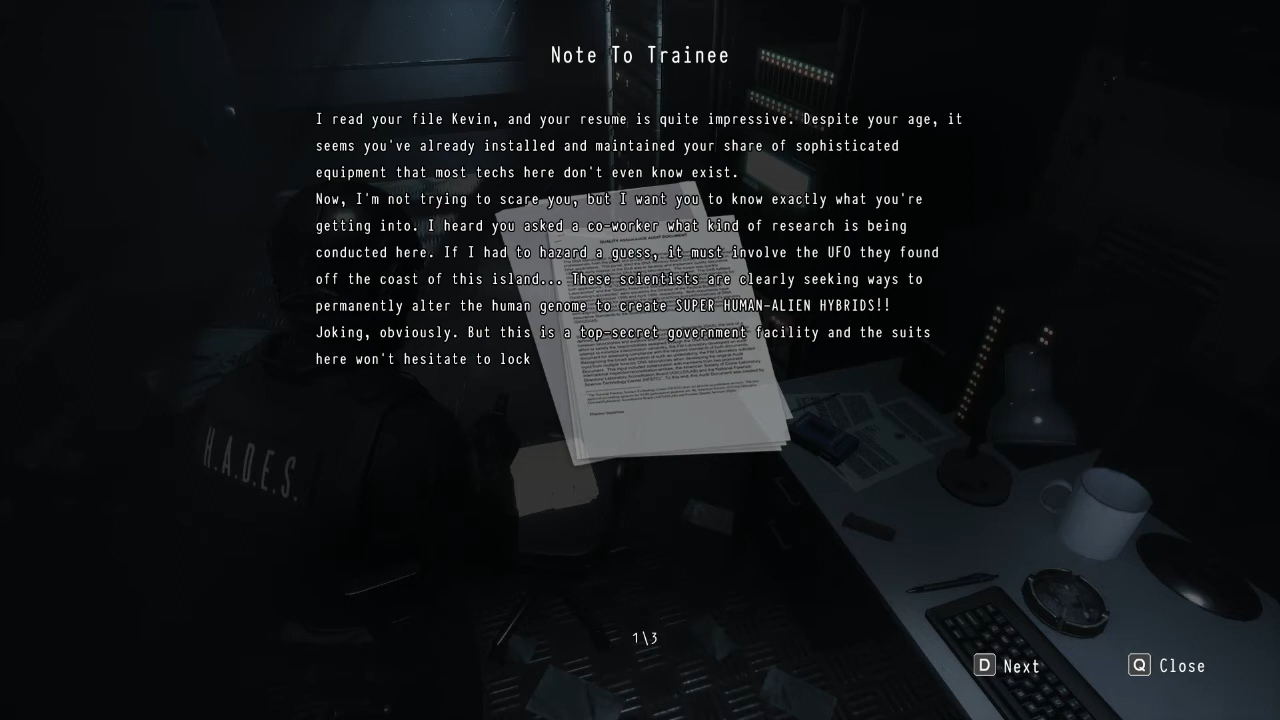 Note To Trainee
I read your file Kevin, and your resume is quite impressive. Despite your age, it
seems you've already installed and maintained your share of sophisticated
equipment that most techs here don't even know exist.
Now, I'm not trying to scare you, but I want you to know exactly what you're
getting into. I heard you asked a co-worker what kind of research is being
conducted here. If I had to hazard a guess, it must involve the UFO they found
off the coast of this island... These scientists are clearly seeking ways to
permanently alter the human genome to create SUPER HUMAN-ALIEN HYBRIDS!!
Joking, obviously. But this is a top-secret government facility and the suits
here won't hesitate to lock
QUALITY ASSURANCE AUDIT DOCUMENT
H.A.D.E.S.
1\3
D Next
Q Close